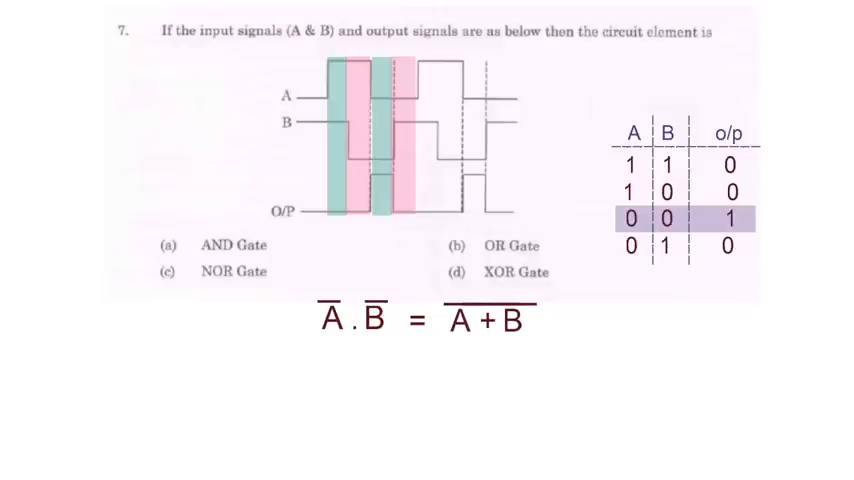 7. If the input signals (A & B) and output signals are as below then the circuit element is
A
B
O/P
A B o/p
1 1 0
1 0 0
0 0 1
0 1 0
(a) AND Gate (b) OR Gate
(c) NOR Gate (d) XOR Gate
A̅ . B̅ = A̅ ̅+̅ ̅B̅